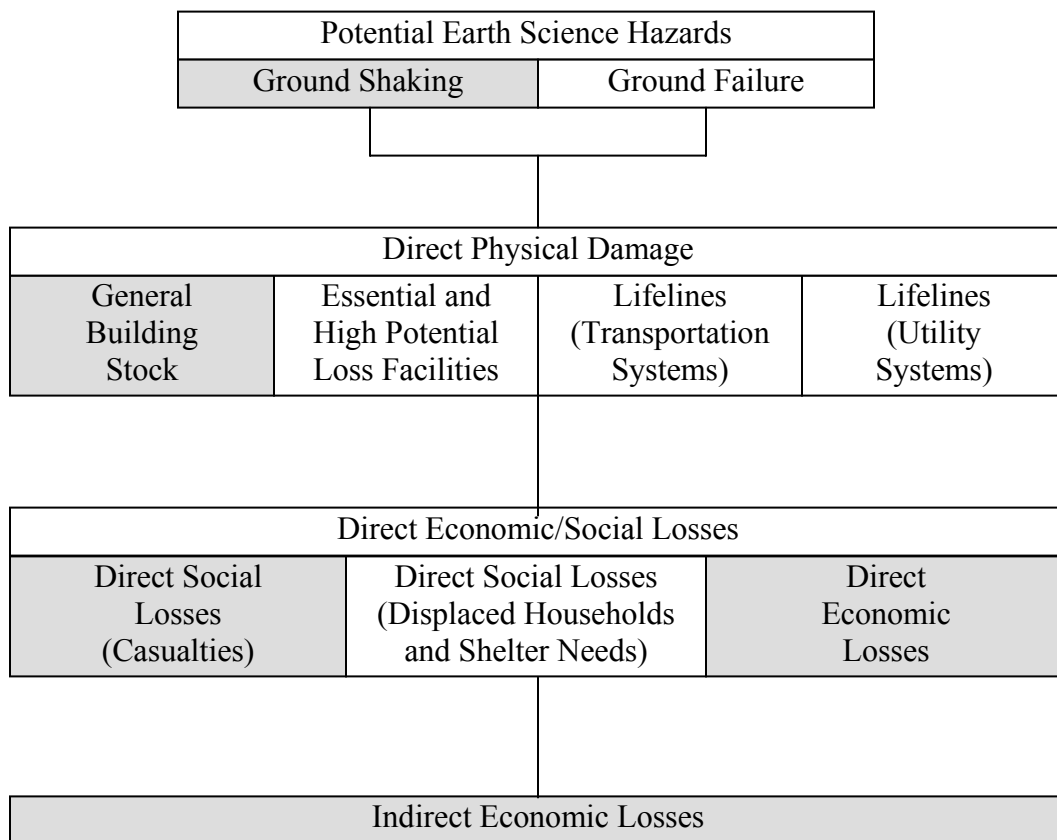 Potential Earth Science Hazards
Ground Shaking
Ground Failure
Direct Physical Damage
General
Building
Stock
Essential and
High Potential
Loss Facilities
Lifelines
(Transportation
Systems)
Lifelines
(Utility
Systems)
Direct Economic/Social Losses
Direct Social
Losses
(Casualties)
Direct Social Losses
(Displaced Households
and Shelter Needs)
Direct
Economic
Losses
Indirect Economic Losses